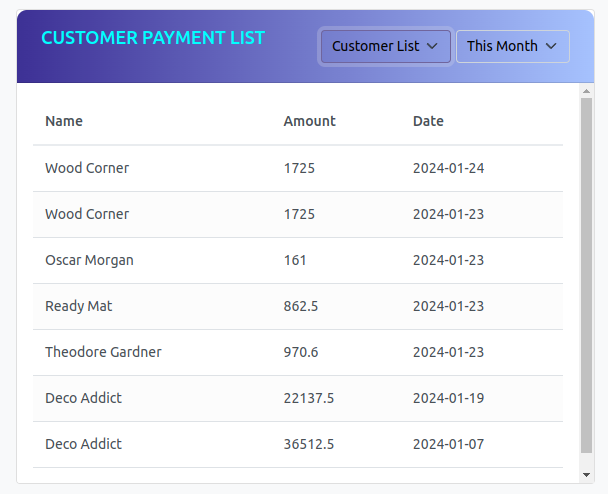 CUSTOMER PAYMENT LIST Customer List This Month
Name Amount Date
Wood Corner 1725 2024-01-24
Wood Corner 1725 2024-01-23
Oscar Morgan 161 2024-01-23
Ready Mat 862.5 2024-01-23
Theodore Gardner 970.6 2024-01-23
Deco Addict 22137.5 2024-01-19
Deco Addict 36512.5 2024-01-07